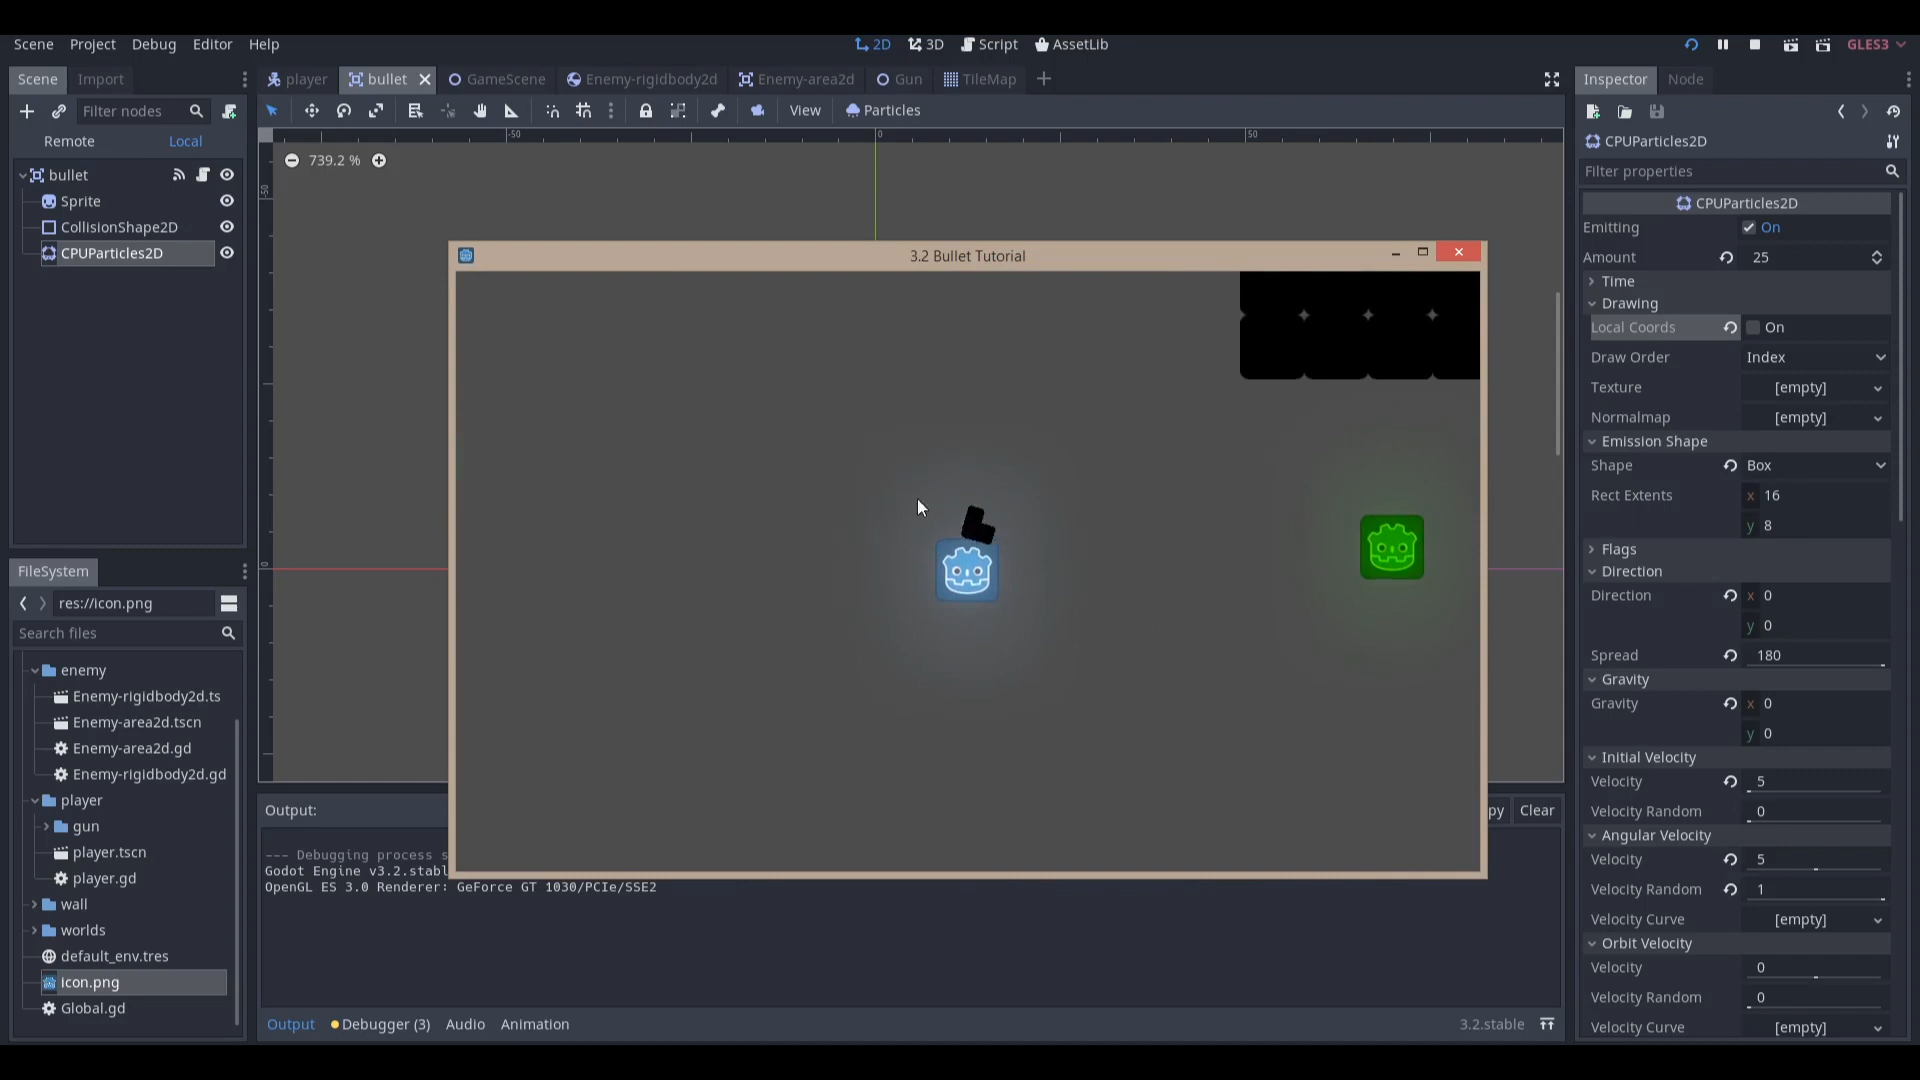 Scene Project Debug Editor Help 2D 3D Script AssetLib GLES3
Scene Import player bullet GameScene Enemy-rigidbody2d Enemy-area2d Gun TileMap Inspector Node
Filter nodes View Particles
Remote Local
-50 0 50
CPUParticles2D
739.2 %
Filter properties
bullet
Sprite
CollisionShape2D
CPUParticles2D
-50
0
3.2 Bullet Tutorial
CPUParticles2D
Emitting On
Amount 25
Time
Drawing
Local Coords On
Draw Order Index
Texture [empty]
Normalmap [empty]
Emission Shape
Shape Box
Rect Extents x 16
y 8
Flags
Direction
Direction x 0
y 0
Spread 180
Gravity
Gravity x 0
y 0
Initial Velocity
Velocity 5
Velocity Random 0
Angular Velocity
Velocity 5
Velocity Random 1
Velocity Curve [empty]
Orbit Velocity
Velocity 0
Velocity Random 0
Velocity Curve [empty]
FileSystem
res://icon.png
Search files
enemy
Enemy-rigidbody2d.ts
Enemy-area2d.tscn
Enemy-area2d.gd
Enemy-rigidbody2d.gd
player
gun
player.tscn
player.gd
wall
worlds
default_env.tres
icon.png
Global.gd
Output: py Clear
--- Debugging process s
Godot Engine v3.2.stabl
OpenGL ES 3.0 Renderer: GeForce GT 1030/PCIe/SSE2
Output Debugger (3) Audio Animation 3.2.stable